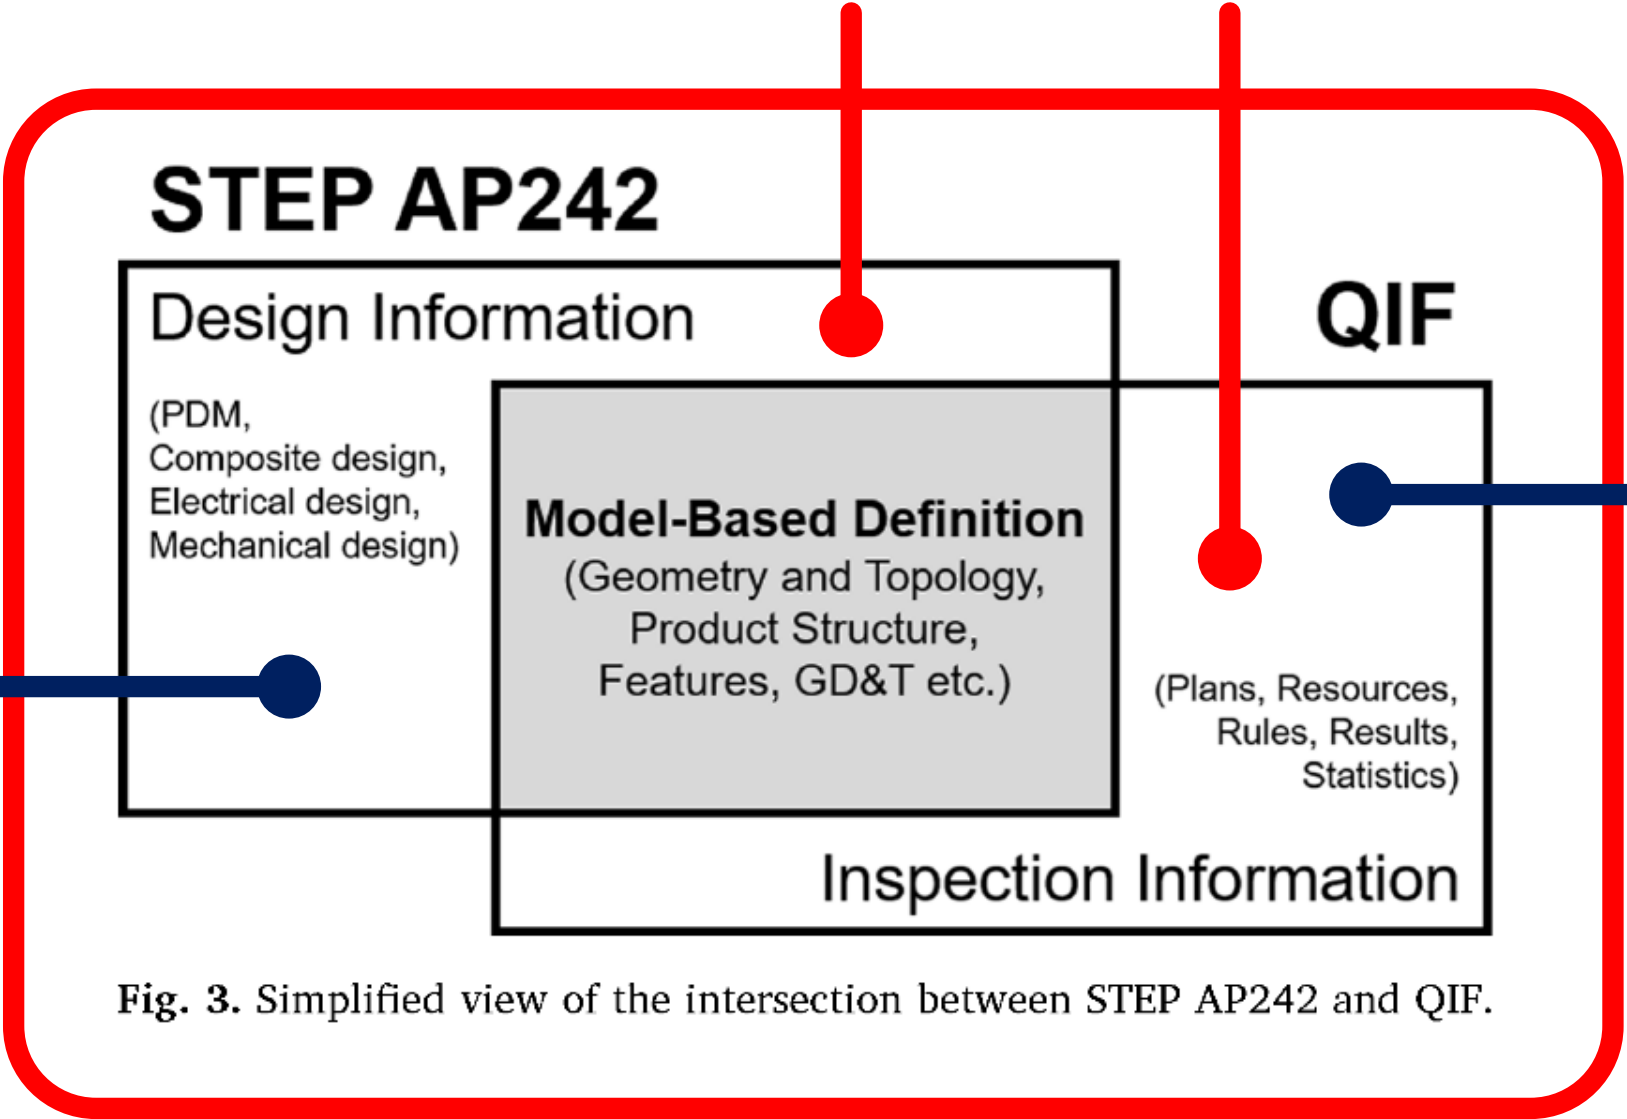 STEP AP242
QIF
Design Information
(PDM,
Composite design,
Electrical design,
Mechanical design)
Model-Based Definition
(Geometry and Topology,
Product Structure,
Features, GD&T etc.)
(Plans, Resources,
Rules, Results,
Statistics)
Inspection Information
Fig. 3. Simplified view of the intersection between STEP AP242 and QIF.